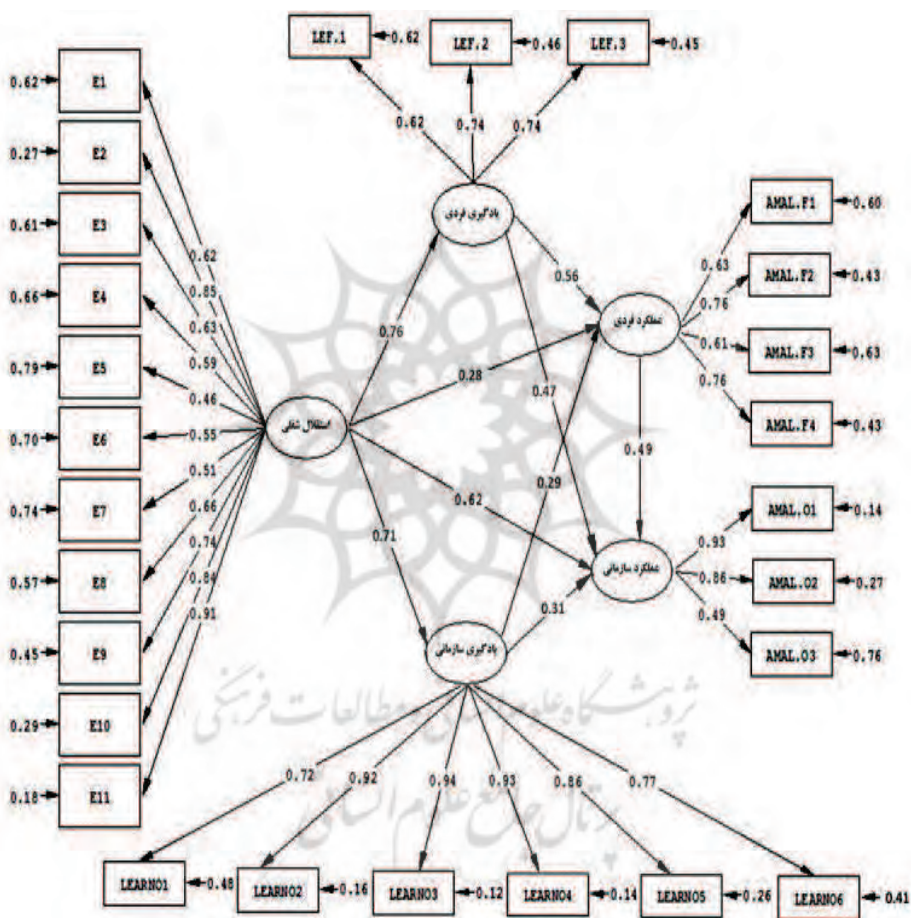 LEF.1 0.62 LEF.2 0.46 LEF.3 0.45
0.62 0.74 0.74
0.62 E1
0.27 E2
0.61 E3
0.66 E4
0.79 E5
0.70 E6
0.74 E7
0.57 E8
0.45 E9
0.29 E10
0.18 E11
0.62
0.85
0.63
0.59
0.46
0.55
0.51
0.66
0.74
0.84
0.91
استقلال شغلی
یادگیری فردی
عملکرد فردی
عملکرد سازمانی
یادگیری سازمانی
0.76
0.56
0.28
0.47
0.49
0.29
0.62
0.71
0.31
0.63 AMAL.F1 0.60
0.76 AMAL.F2 0.43
0.61 AMAL.F3 0.63
0.76 AMAL.F4 0.43
0.93 AMAL.O1 0.14
0.86 AMAL.O2 0.27
0.49 AMAL.O3 0.76
پژوهشگاه علوم انسانی و مطالعات فرهنگی
پرتال جامع علوم انسانی
0.72 0.92 0.94 0.93 0.86 0.77
LEARNO1 0.48 LEARNO2 0.16 LEARNO3 0.12 LEARNO4 0.14 LEARNO5 0.26 LEARNO6 0.41